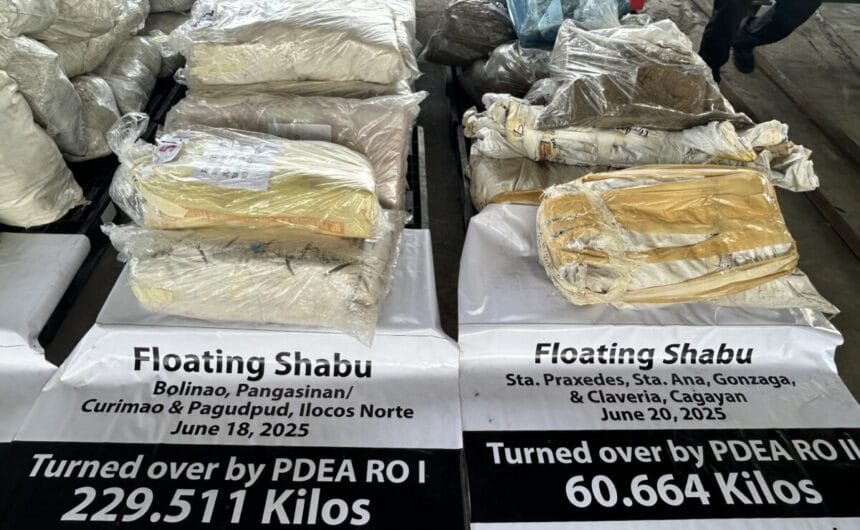 Floating Shabu
Bolinao, Pangasinan/
Curimao & Pagudpud, Ilocos Norte
June 18, 2025
Turned over by PDEA RO I
229.511 Kilos
Floating Shabu
Sta. Praxedes, Sta. Ana, Gonzaga,
& Claveria, Cagayan
June 20, 2025
Turned over by PDEA RO II
60.664 Kilos